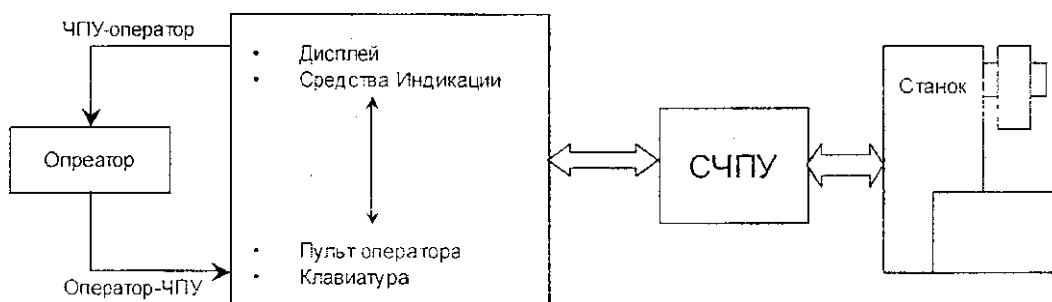 ЧПУ-оператор
• Дисплей
• Средства Индикации
Опреатор
СЧПУ
Станок
• Пульт оператора
• Клавиатура
Оператор-ЧПУ